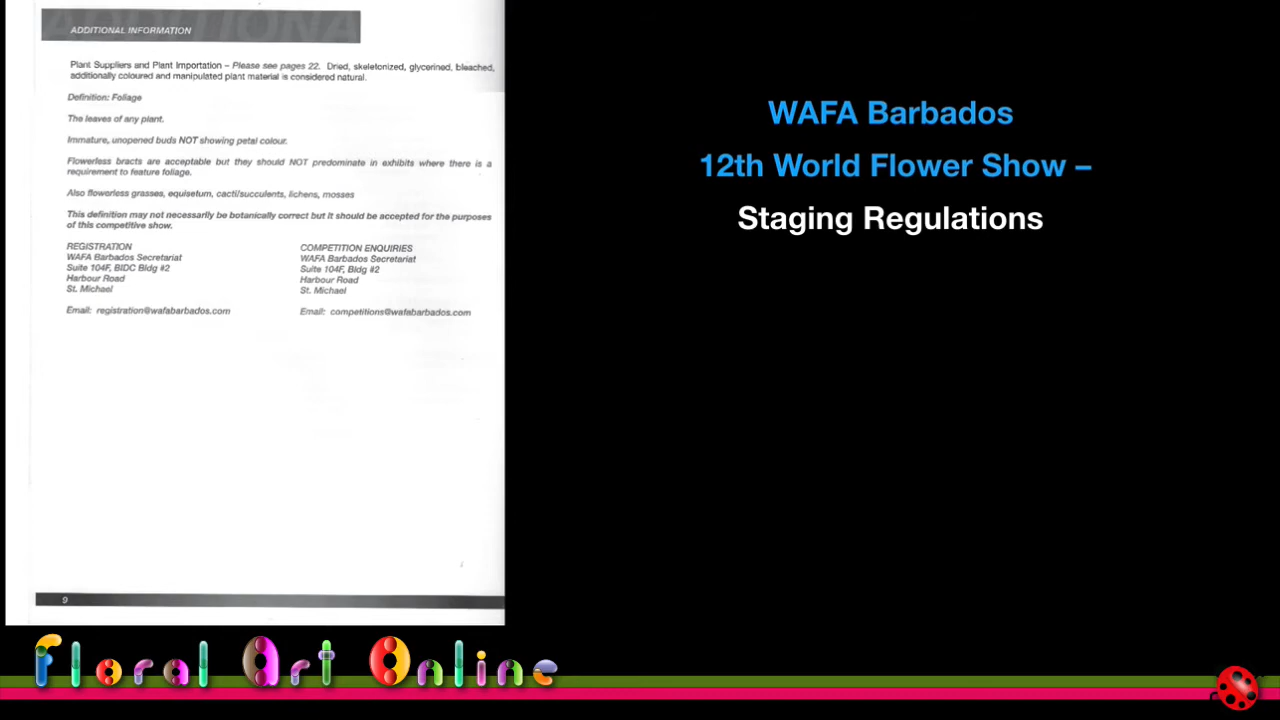 ADDITIONAL INFORMATION
Plant Suppliers and Plant Importation – Please see pages 22. Dried, skeletonized, glycerined, bleached,
additionally coloured and manipulated plant material is considered natural.
Definition: Foliage
The leaves of any plant.
Immature, unopened buds NOT showing petal colour.
Flowerless bracts are acceptable but they should NOT predominate in exhibits where there is a
requirement to feature foliage.
Also flowerless grasses, equisetum, cacti/succulents, lichens, mosses
This definition may not necessarily be botanically correct but it should be accepted for the purposes
of this competitive show.
REGISTRATION
WAFA Barbados Secretariat
Suite 104F, BIDC Bldg #2
Harbour Road
St. Michael
Email: registration@wafabarbados.com
COMPETITION ENQUIRIES
WAFA Barbados Secretariat
Suite 104F, Bldg #2
Harbour Road
St. Michael
Email: competitions@wafabarbados.com
9
WAFA Barbados
12th World Flower Show –
Staging Regulations
Floral Art Online